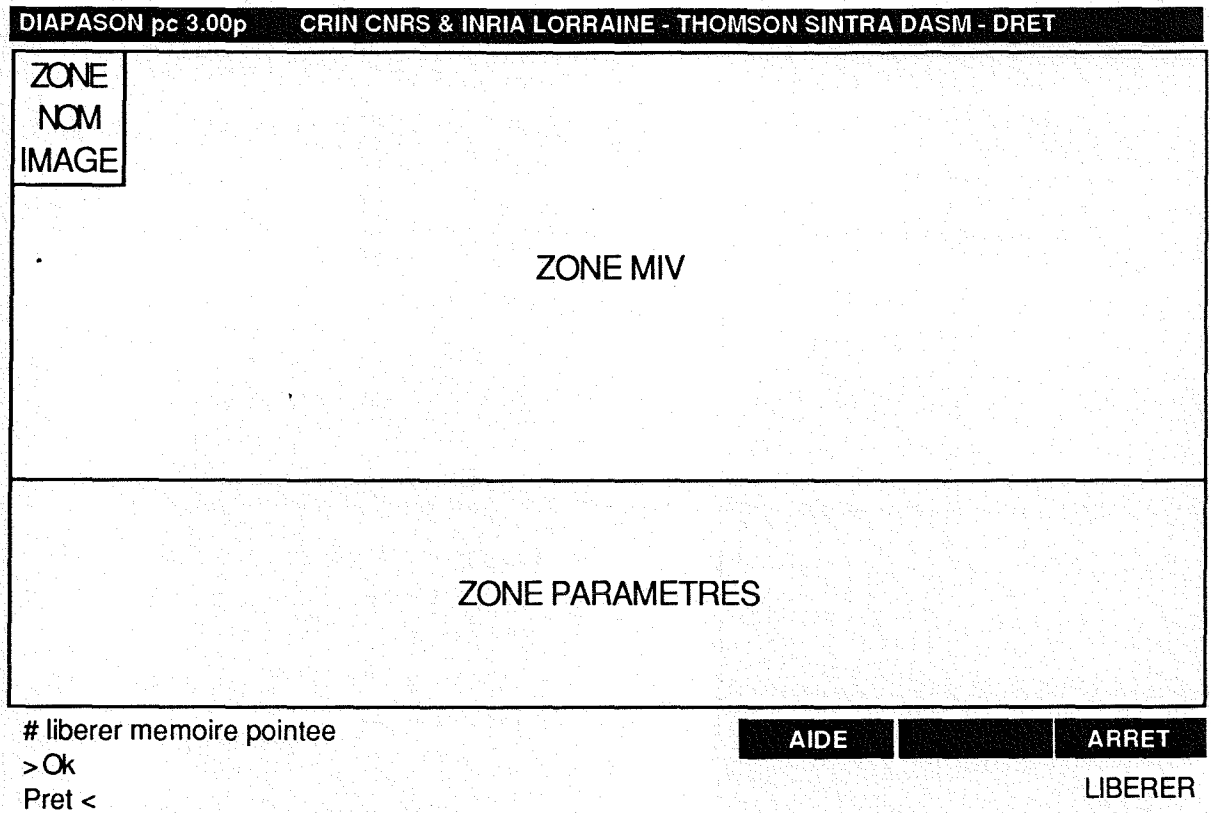 DIAPASON pc 3.00p CRIN CNRS & INRIA LORRAINE - THOMSON SINTRA DASM - DRET
ZONE
NOM
IMAGE
ZONE MIV
ZONE PARAMETRES
# liberer memoire pointee
> Ok
Pret <
AIDE ARRET
LIBERER